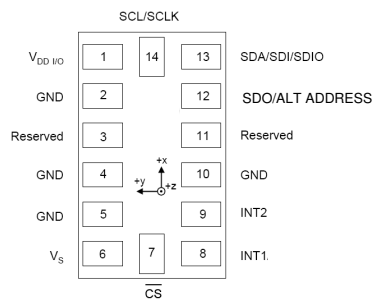 SCL/SCLK
V_DD I/O 1 14 13 SDA/SDI/SDIO
GND 2 12 SDO/ALT ADDRESS
Reserved 3 11 Reserved
+x
GND 4 +y +z 10 GND
GND 5 9 INT2
V_S 6 7 8 INT1.
C̅S̅